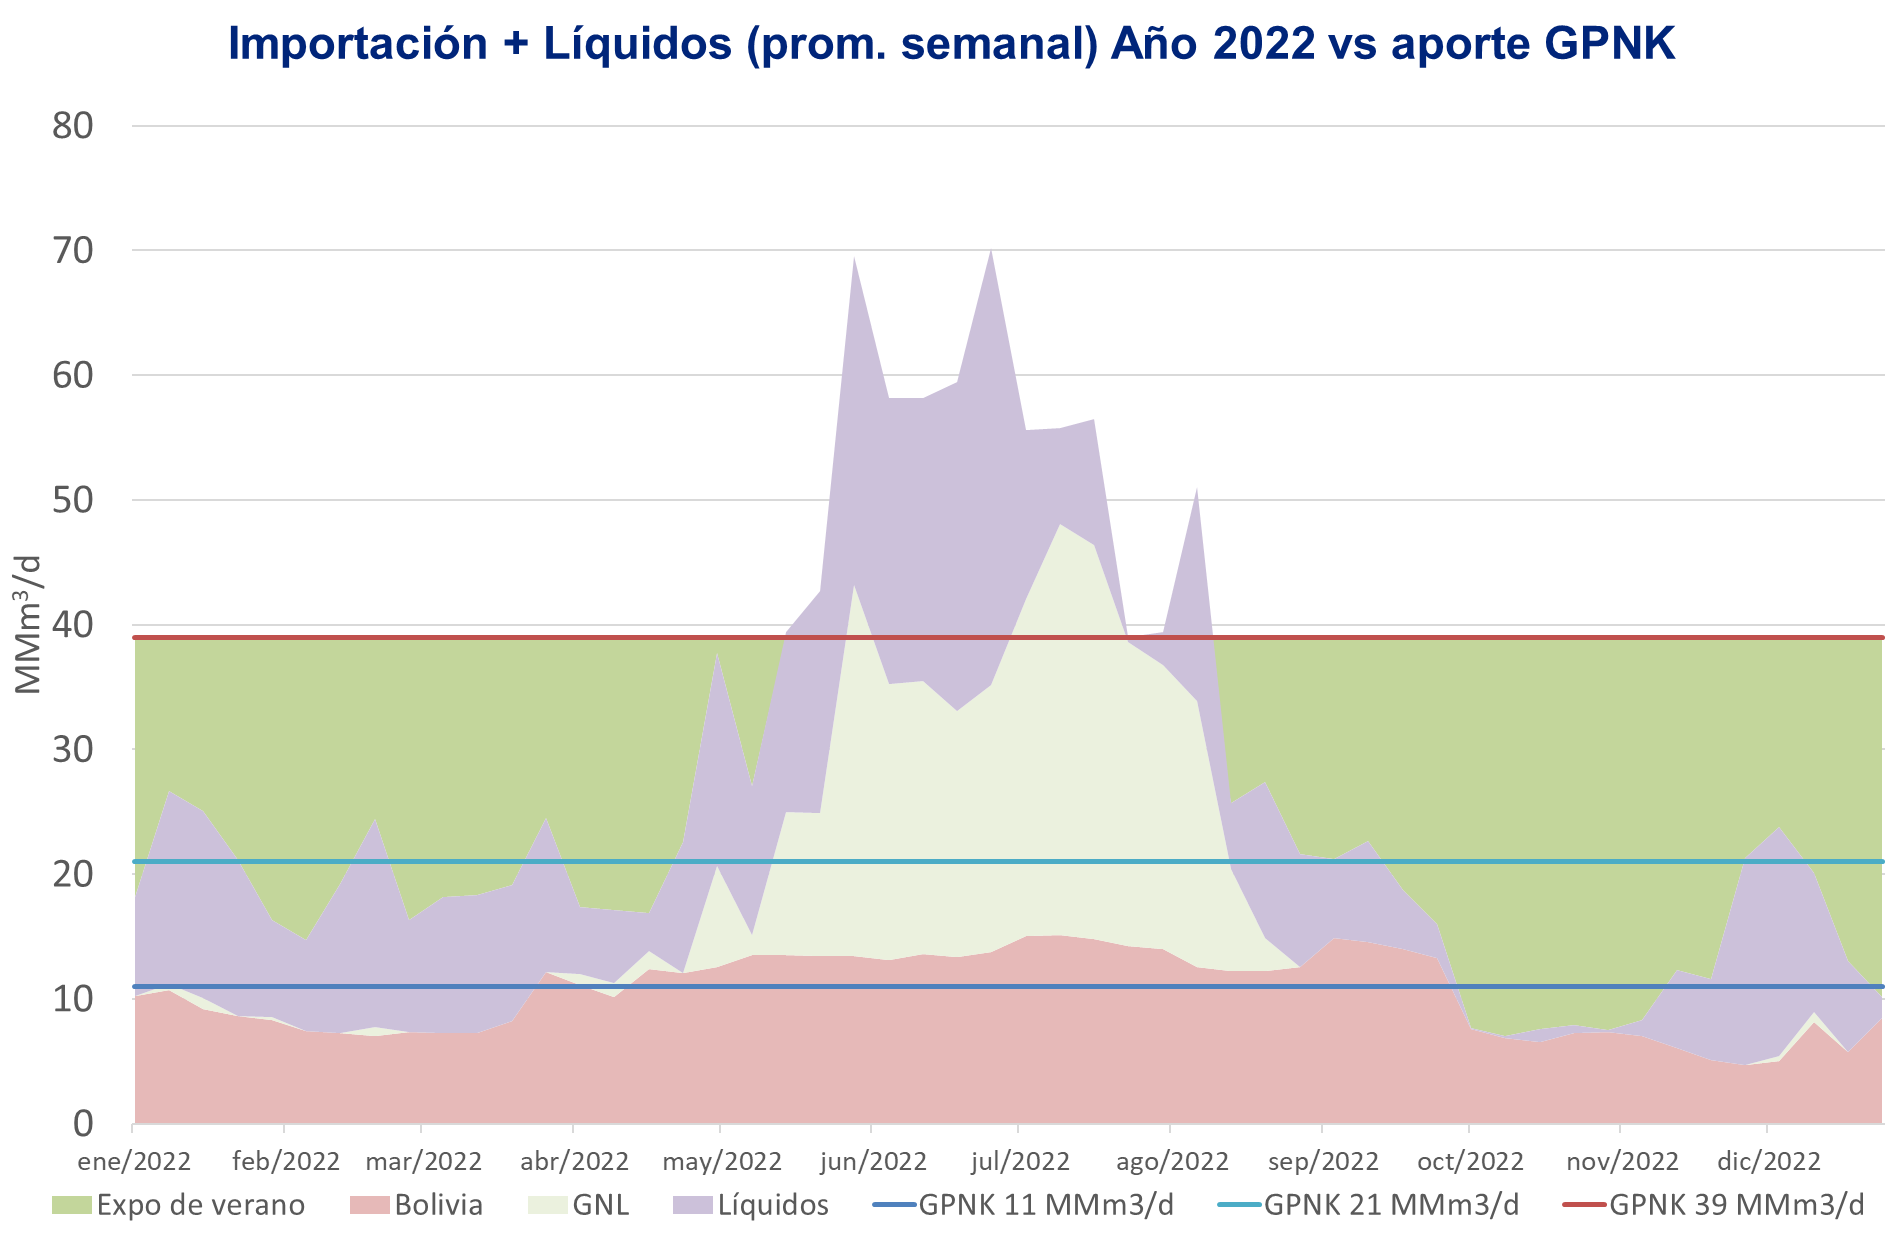 Importación + Líquidos (prom. semanal) Año 2022 vs aporte GPNK
80
70
60
50
40
30
20
10
0
MMm³/d
ene/2022 feb/2022 mar/2022 abr/2022 may/2022 jun/2022 jul/2022 ago/2022 sep/2022 oct/2022 nov/2022 dic/2022
Expo de verano Bolivia GNL Líquidos GPNK 11 MMm3/d GPNK 21 MMm3/d GPNK 39 MMm3/d